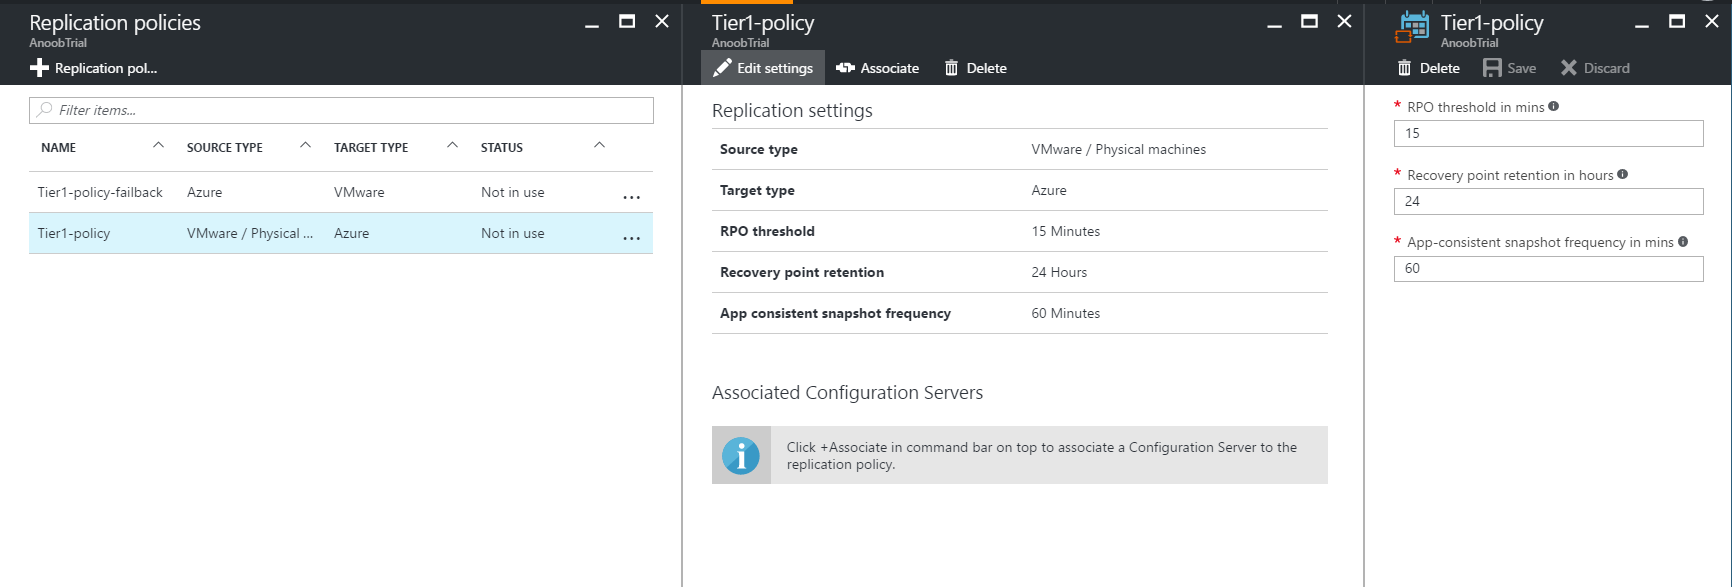 Replication policies
AnoobTrial
Replication pol...
Filter items...
NAME SOURCE TYPE TARGET TYPE STATUS
Tier1-policy-failback Azure VMware Not in use ...
Tier1-policy VMware / Physical ... Azure Not in use ...
Tier1-policy
AnoobTrial
Edit settings Associate Delete
Replication settings
Source type VMware / Physical machines
Target type Azure
RPO threshold 15 Minutes
Recovery point retention 24 Hours
App consistent snapshot frequency 60 Minutes
Associated Configuration Servers
Click +Associate in command bar on top to associate a Configuration Server to the
replication policy.
Tier1-policy
AnoobTrial
Delete Save Discard
* RPO threshold in mins
15
* Recovery point retention in hours
24
* App-consistent snapshot frequency in mins
60